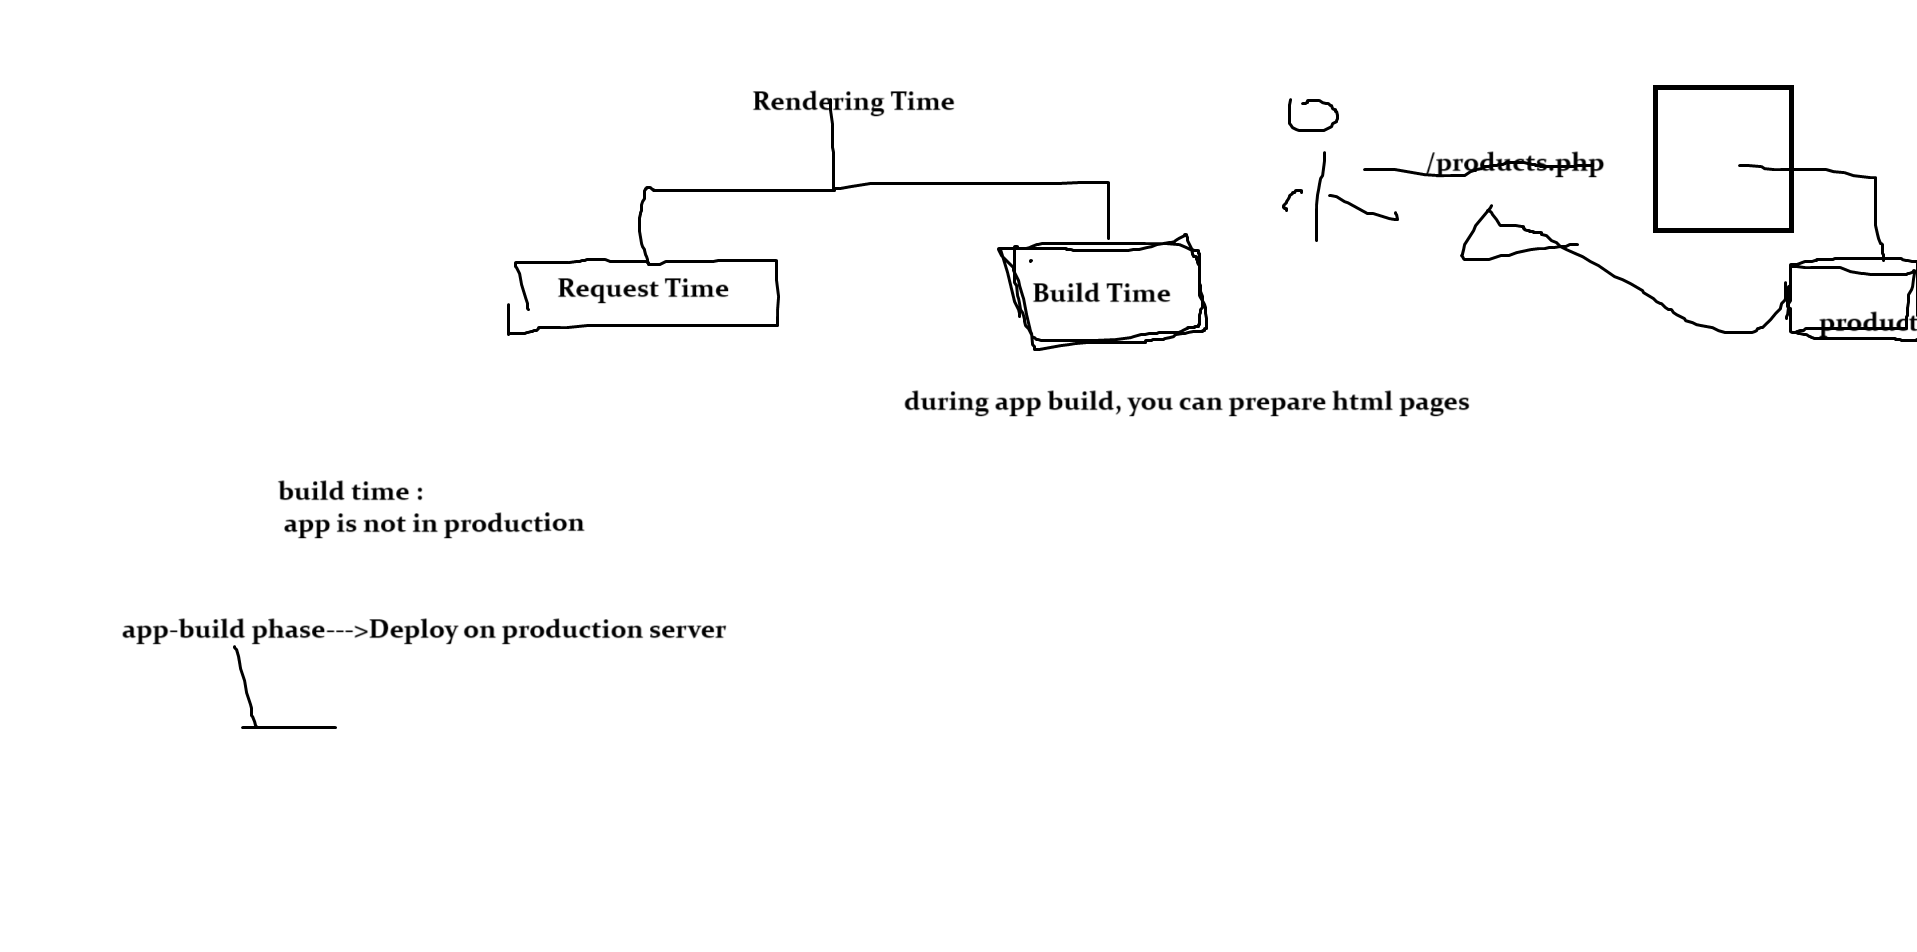 Rendering Time
/products.php
Request Time
Build Time
product
during app build, you can prepare html pages
build time :
app is not in production
app-build phase--->Deploy on production server